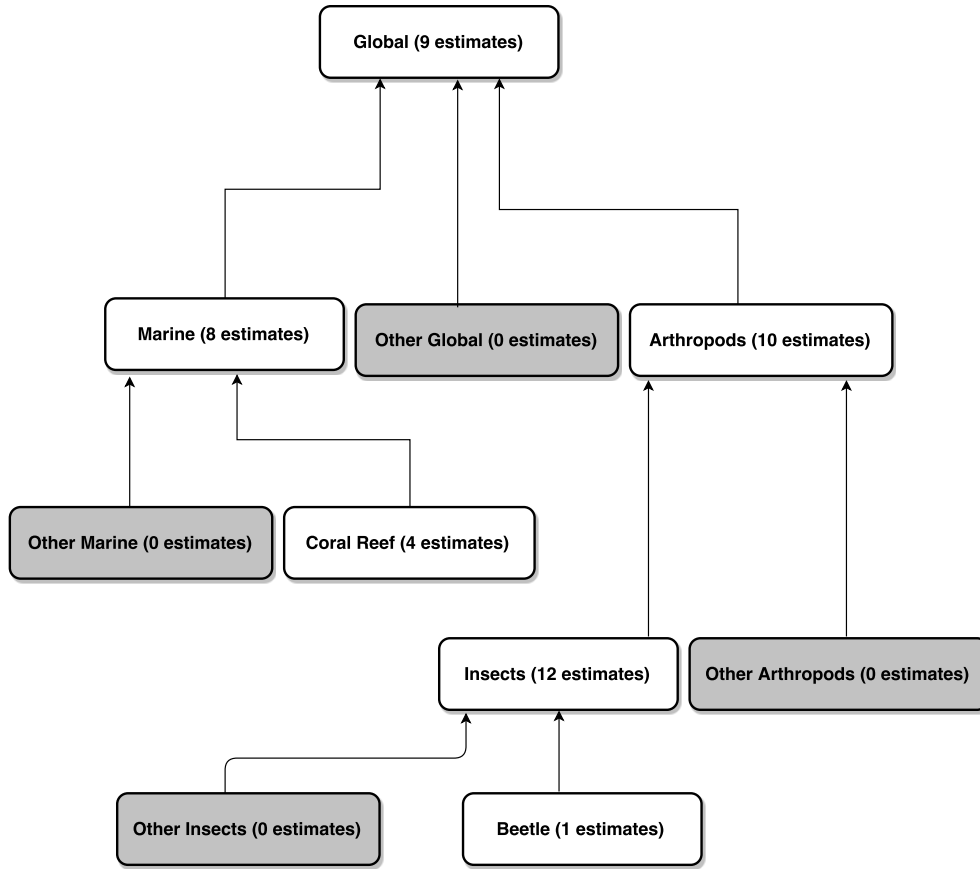 Global (9 estimates)
Marine (8 estimates)
Other Global (0 estimates)
Arthropods (10 estimates)
Other Marine (0 estimates)
Coral Reef (4 estimates)
Insects (12 estimates)
Other Arthropods (0 estimates)
Other Insects (0 estimates)
Beetle (1 estimates)